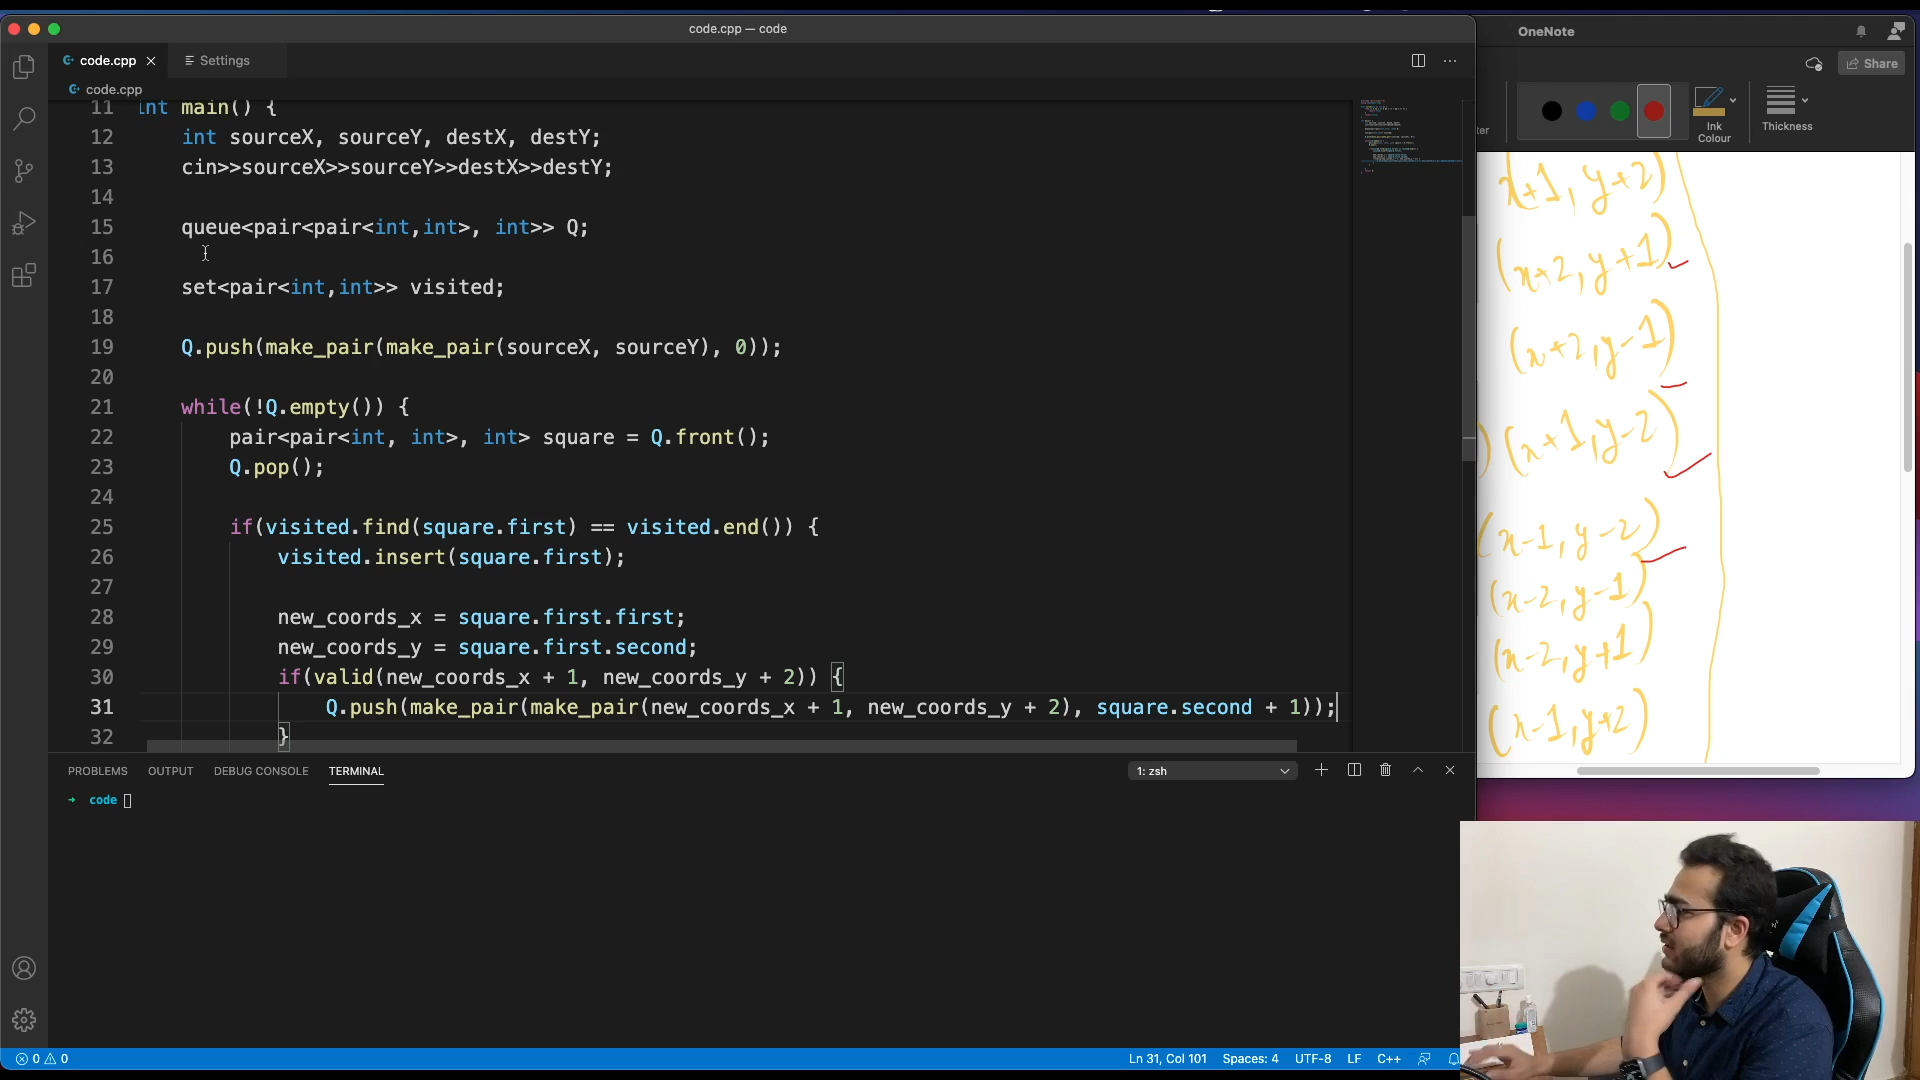 code.cpp — code
OneNote
code.cpp
Settings
Share
code.cpp
Ink
Colour
Thickness
11 int main() {
12 int sourceX, sourceY, destX, destY;
13 cin>>sourceX>>sourceY>>destX>>destY;
14
15 queue<pair<pair<int,int>, int>> Q;
16
17 set<pair<int,int>> visited;
18
19 Q.push(make_pair(make_pair(sourceX, sourceY), 0));
20
21 while(!Q.empty()) {
22 pair<pair<int, int>, int> square = Q.front();
23 Q.pop();
24
25 if(visited.find(square.first) == visited.end()) {
26 visited.insert(square.first);
27
28 new_coords_x = square.first.first;
29 new_coords_y = square.first.second;
30 if(valid(new_coords_x + 1, new_coords_y + 2)) {
31 Q.push(make_pair(make_pair(new_coords_x + 1, new_coords_y + 2), square.second + 1));
32 }
x+1, y+2)
(x+2, y+1)
(x+2, y-1)
) (x+1, y-2)
(x-1, y-2)
(x-2, y-1)
(x-2, y+1)
(x-1, y+2)
PROBLEMS OUTPUT DEBUG CONSOLE TERMINAL
1: zsh
→ code
0 0
Ln 31, Col 101 Spaces: 4 UTF-8 LF C++